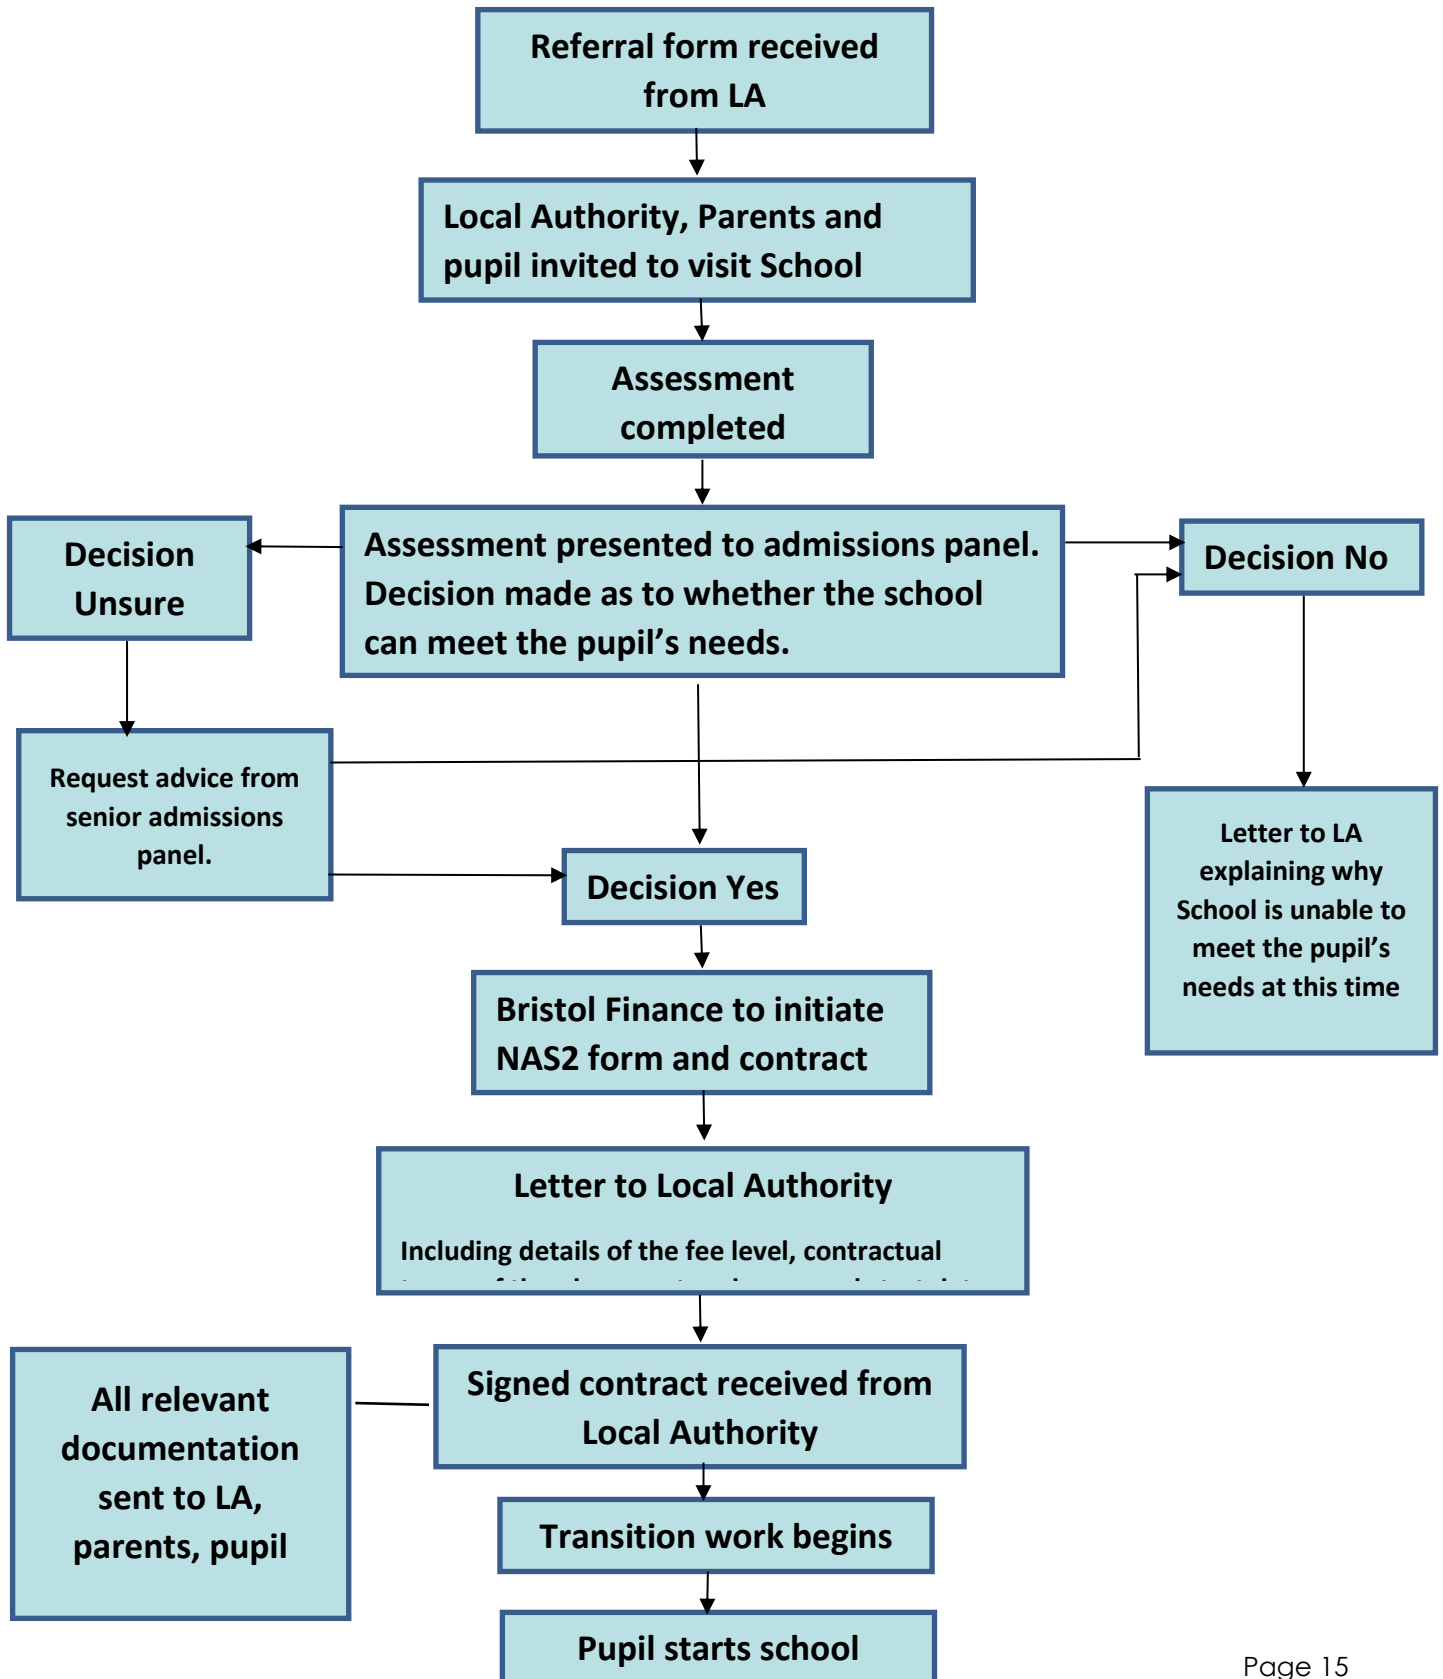 Referral form received
from LA
Local Authority, Parents and
pupil invited to visit School
Assessment
completed
Decision
Unsure
Assessment presented to admissions panel.
Decision made as to whether the school
can meet the pupil’s needs.
Decision No
Request advice from
senior admissions
panel.
Decision Yes
Letter to LA
explaining why
School is unable to
meet the pupil’s
needs at this time
Bristol Finance to initiate
NAS2 form and contract
Letter to Local Authority
Including details of the fee level, contractual
All relevant
documentation
sent to LA,
parents, pupil
Signed contract received from
Local Authority
Transition work begins
Pupil starts school
Page 15